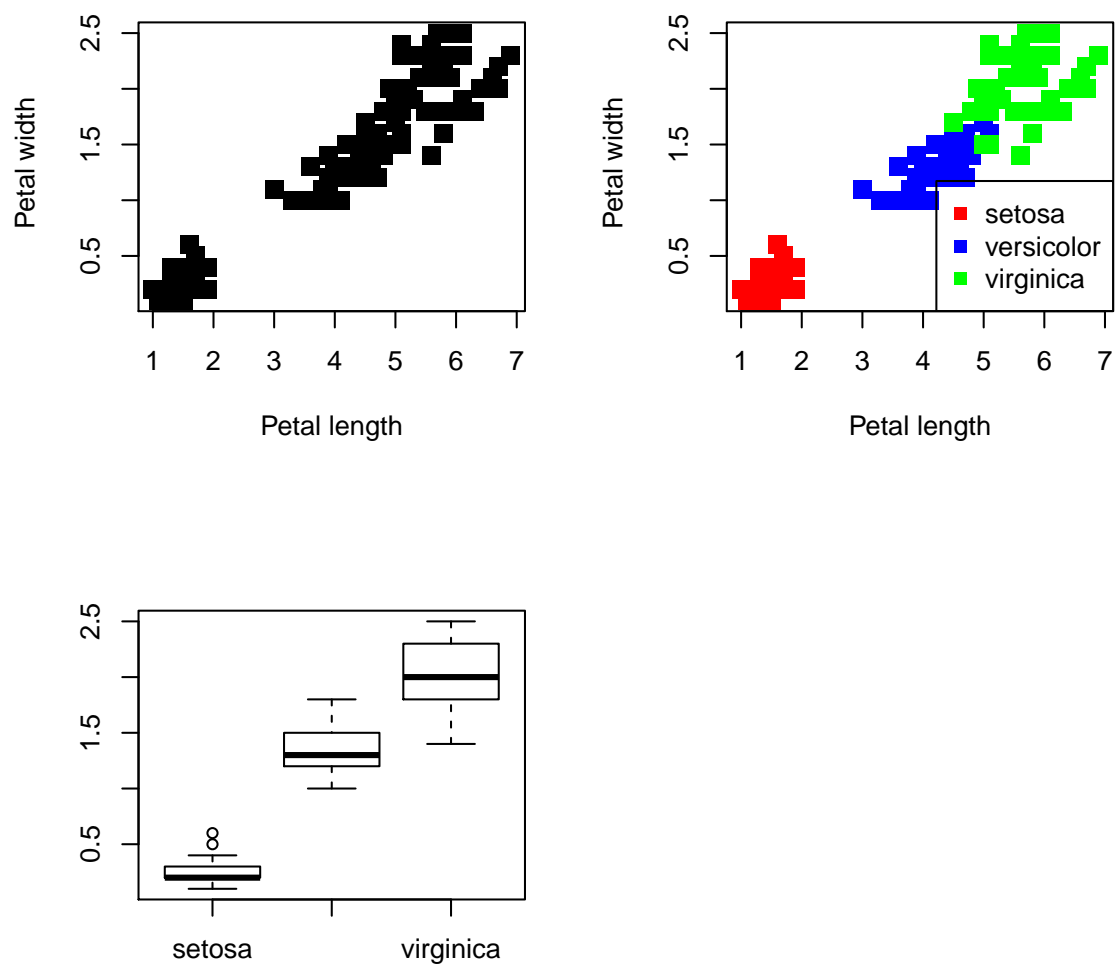 2.5
1.5
0.5
Petal width
1 2 3 4 5 6 7
Petal length
2.5
1.5
0.5
Petal width
setosa
versicolor
virginica
1 2 3 4 5 6 7
Petal length
2.5
1.5
0.5
setosa virginica